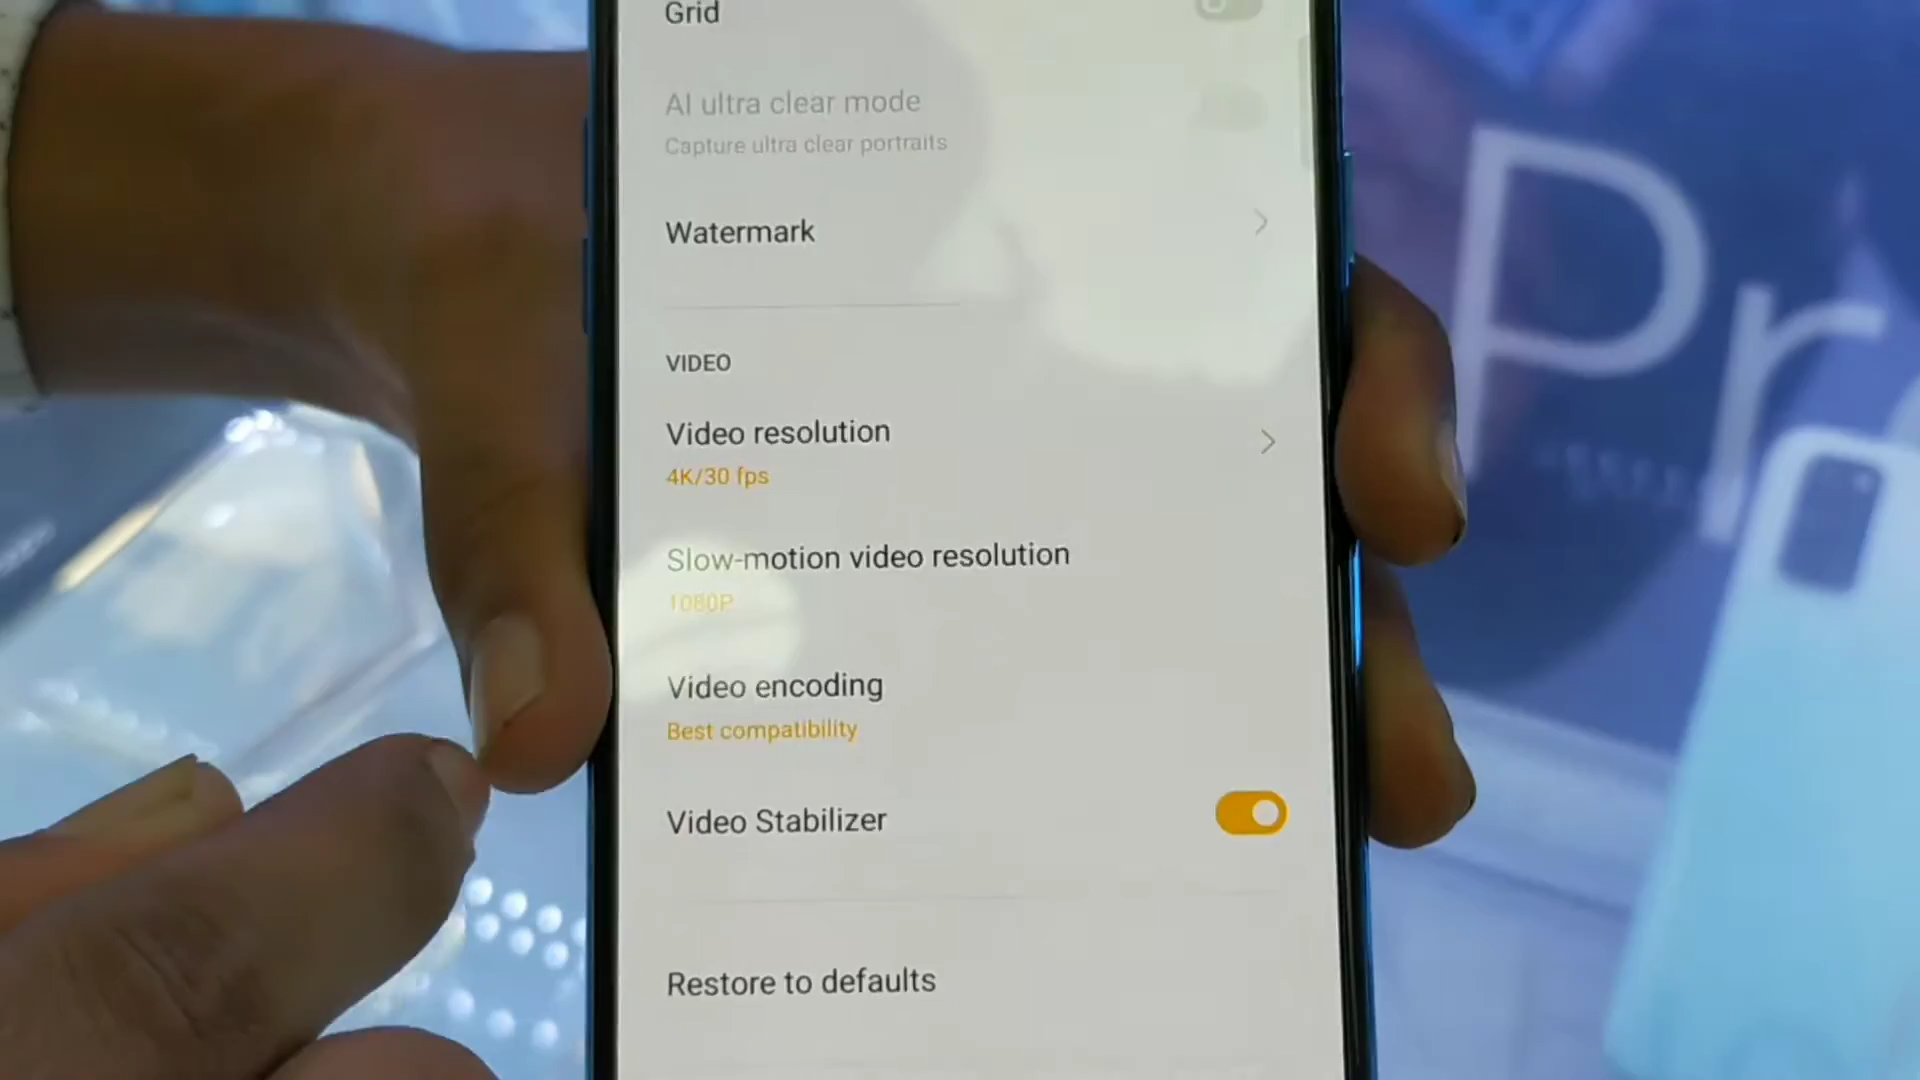 Grid
AI ultra clear mode
Capture ultra clear portraits
Watermark
VIDEO
Video resolution
4K/30 fps
Slow-motion video resolution
1080P
Video encoding
Best compatibility
Video Stabilizer
Restore to defaults
Pr